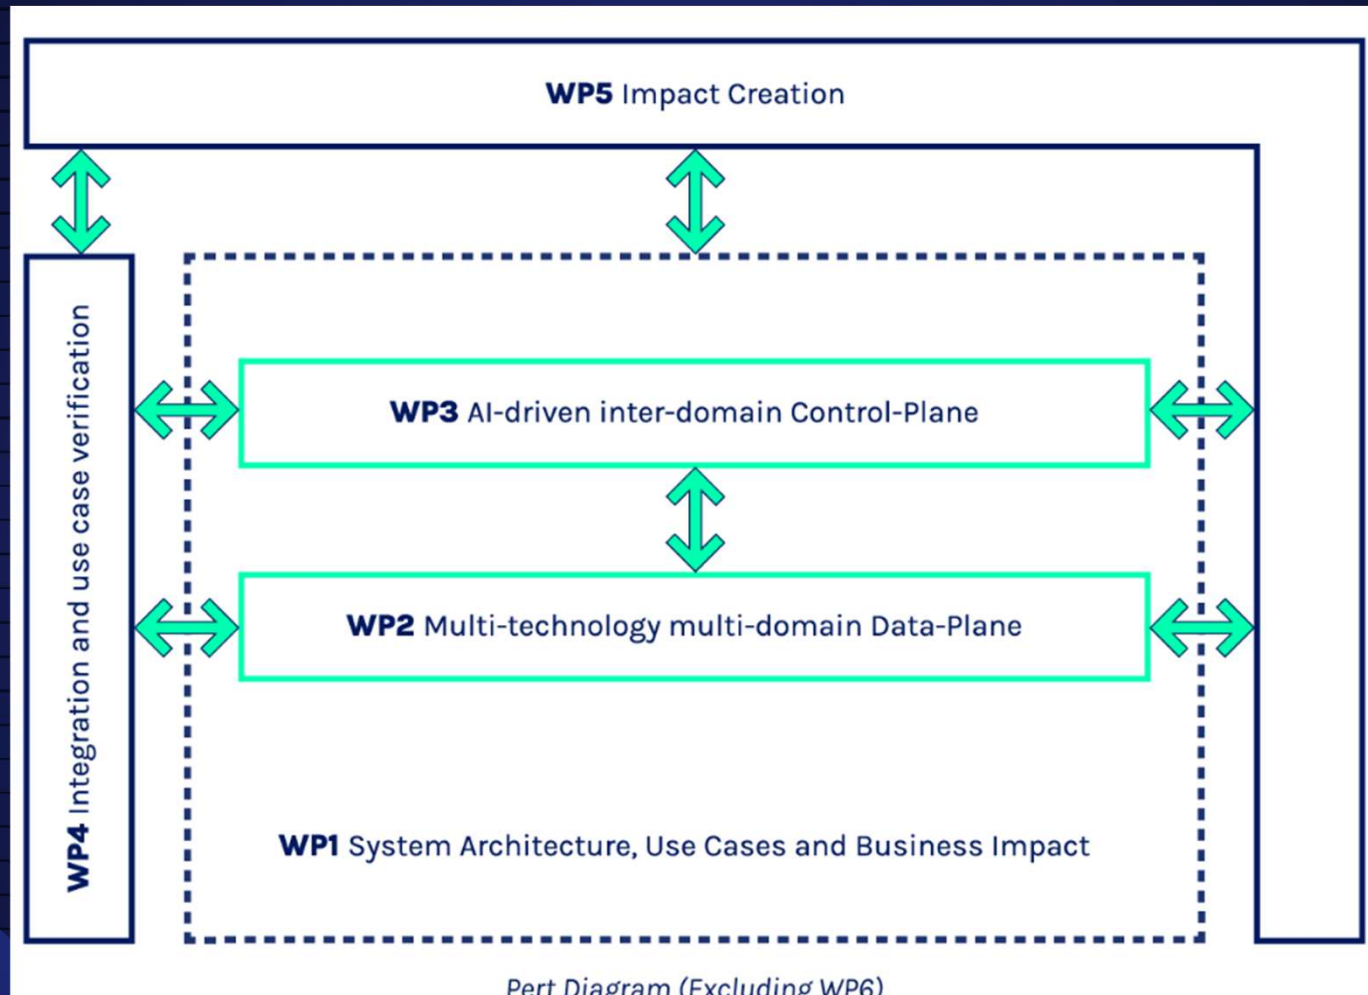 WP5 Impact Creation
WP4 Integration and use case verification
WP3 AI-driven inter-domain Control-Plane
WP2 Multi-technology multi-domain Data-Plane
WP1 System Architecture, Use Cases and Business Impact
Pert Diagram (Excluding WP6)